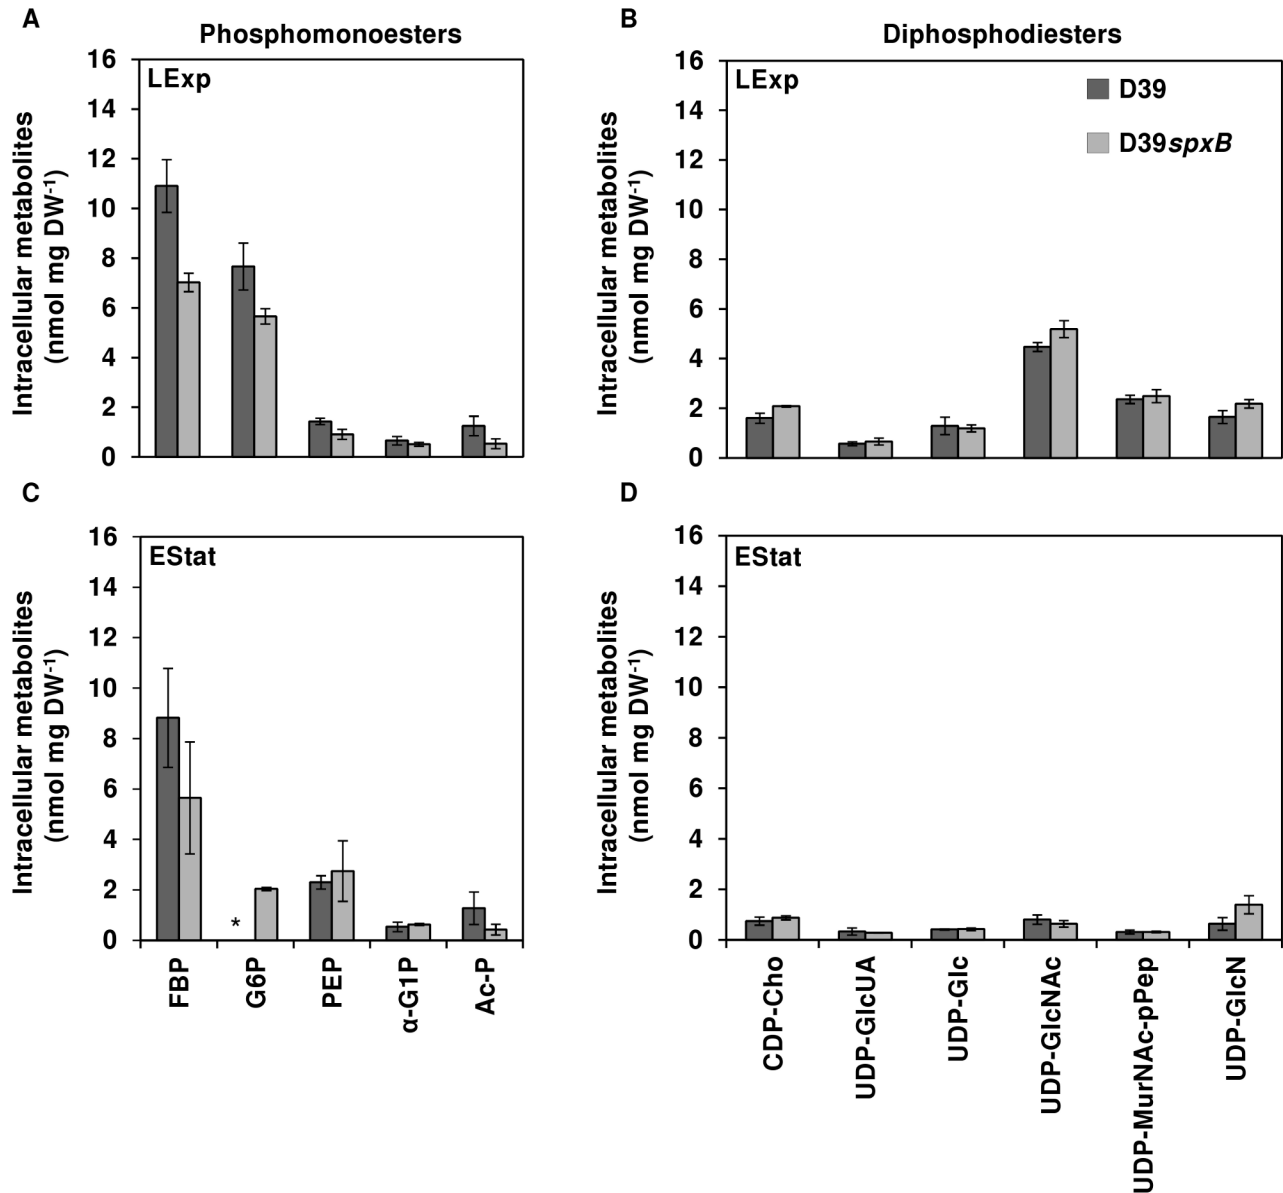 A
Phosphomonoesters
B
Diphosphodiesters
Intracellular metabolites
(nmol mg DW-1)
16
14
12
10
8
6
4
2
0
LExp
Intracellular metabolites
(nmol mg DW-1)
16
14
12
10
8
6
4
2
0
LExp
D39
D39spxB
C
D
Intracellular metabolites
(nmol mg DW-1)
16
14
12
10
8
6
4
2
0
EStat
*
FBP
G6P
PEP
α-G1P
Ac-P
Intracellular metabolites
(nmol mg DW-1)
16
14
12
10
8
6
4
2
0
EStat
CDP-Cho
UDP-GlcUA
UDP-Glc
UDP-GlcNAc
UDP-MurNAc-pPep
UDP-GlcN